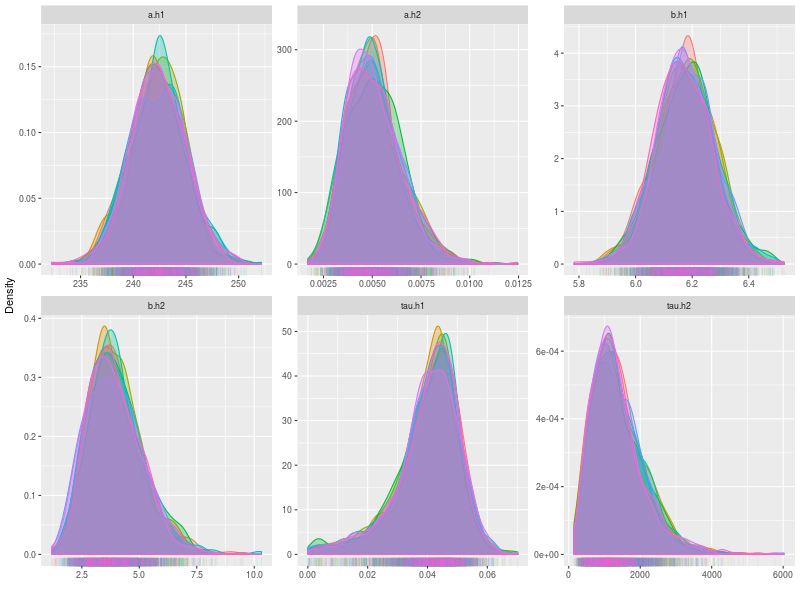 a.h1 a.h2 b.h1
0.15 300 4
0.10 200 3
2
0.05 100 1
0.00 0 0
235 240 245 250 0.0025 0.0050 0.0075 0.0100 0.0125 5.8 6.0 6.2 6.4
Density
b.h2 tau.h1 tau.h2
0.4 50 6e-04
0.3 40
30 4e-04
0.2 20 2e-04
0.1 10
0.0 0 0e+00
2.5 5.0 7.5 10.0 0.00 0.02 0.04 0.06 0 2000 4000 6000